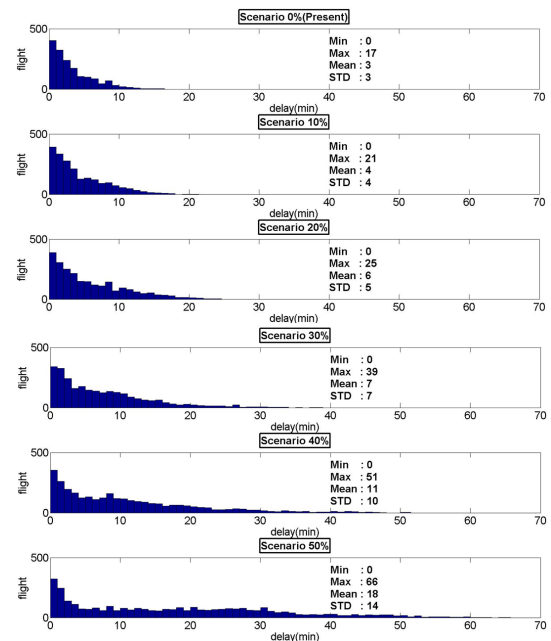 Scenario 0%(Present)
500
flight
0
Min : 0
Max : 17
Mean : 3
STD : 3
0 10 20 30 40 50 60 70
delay(min)
Scenario 10%
500
flight
0
Min : 0
Max : 21
Mean : 4
STD : 4
0 10 20 30 40 50 60 70
delay(min)
Scenario 20%
500
flight
0
Min : 0
Max : 25
Mean : 6
STD : 5
0 10 20 30 40 50 60 70
delay(min)
Scenario 30%
500
flight
0
Min : 0
Max : 39
Mean : 7
STD : 7
0 10 20 30 40 50 60 70
delay(min)
Scenario 40%
500
flight
0
Min : 0
Max : 51
Mean : 11
STD : 10
0 10 20 30 40 50 60 70
delay(min)
Scenario 50%
500
flight
0
Min : 0
Max : 66
Mean : 18
STD : 14
0 10 20 30 40 50 60 70
delay(min)